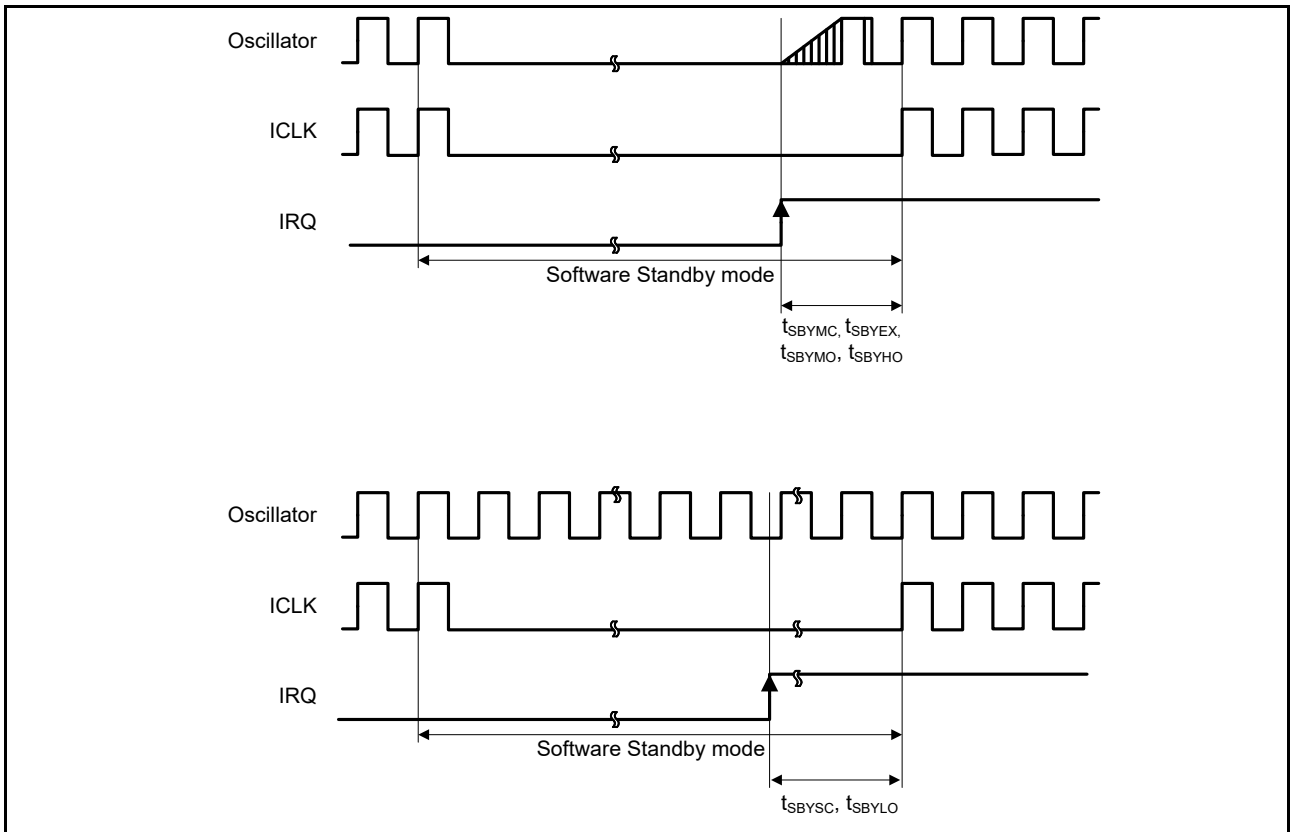 Oscillator
ICLK
IRQ
Software Standby mode
tSBYMC, tSBYEX,
tSBYMO, tSBYHO
Oscillator
ICLK
IRQ
Software Standby mode
tSBYSC, tSBYLO